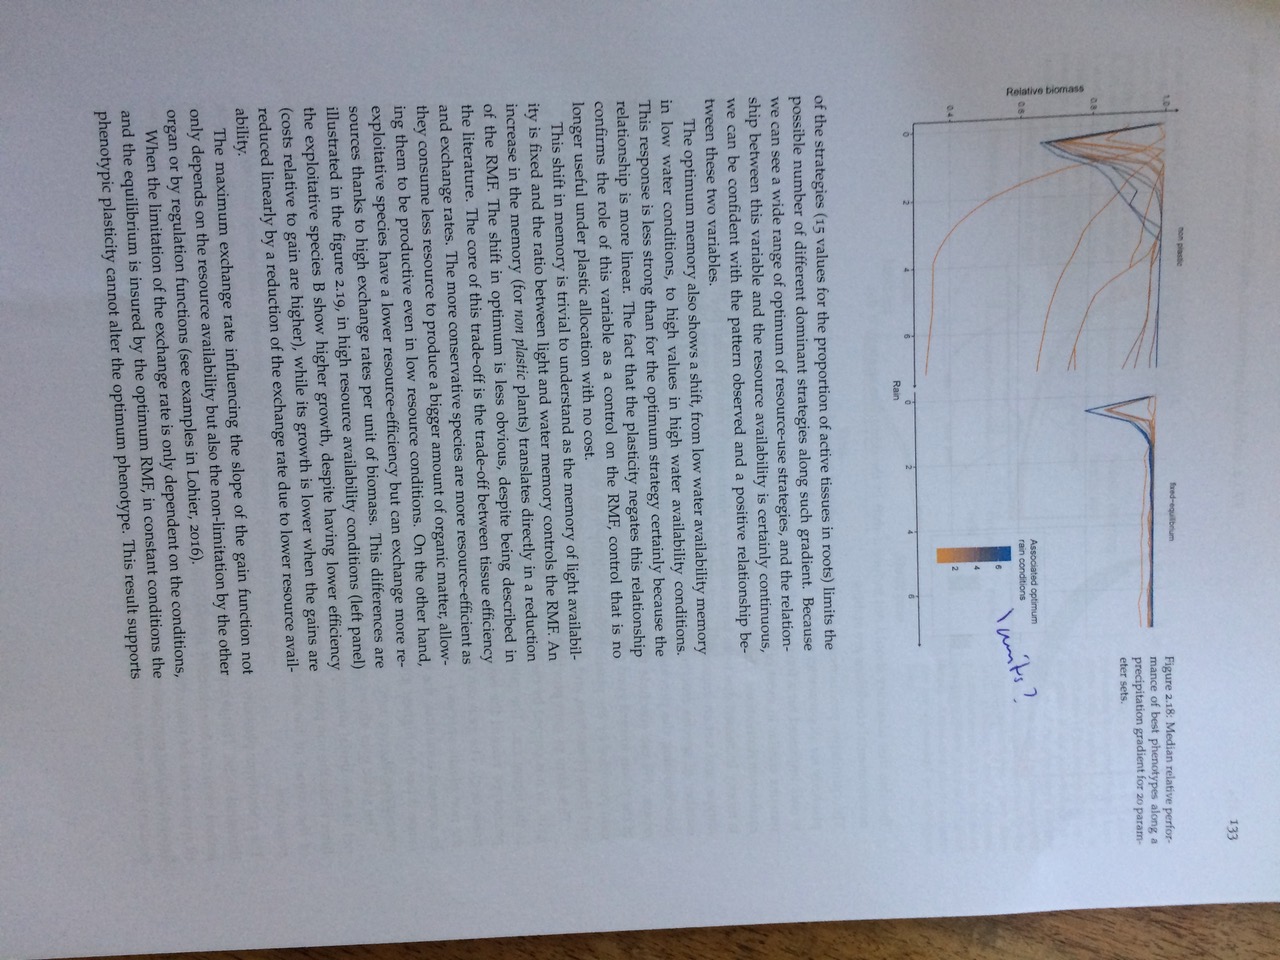 133
non plastic
fixed-equilibrium
Figure 2.18: Median relative perfor-
mance of best phenotypes along a
precipitation gradient for 20 param-
eter sets.
1.0
0.8
0.6
0.4
Relative biomass
Associated optimum
rain conditions
6
4
2
units?
0 2 4 6
0 2 4 6
Rain
of the strategies (15 values for the proportion of active tissues in roots) limits the
possible number of different dominant strategies along such gradient. Because
we can see a wide range of optimum of resource-use strategies, and the relation-
ship between this variable and the resource availability is certainly continuous,
we can be confident with the pattern observed and a positive relationship be-
tween these two variables.
The optimum memory also shows a shift, from low water availability memory
in low water conditions, to high values in high water availability conditions.
This response is less strong than for the optimum strategy certainly because the
relationship is more linear. The fact that the plasticity negates this relationship
confirms the role of this variable as a control on the RMF, control that is no
longer useful under plastic allocation with no cost.
This shift in memory is trivial to understand as the memory of light availabil-
ity is fixed and the ratio between light and water memory controls the RMF. An
increase in the memory (for non plastic plants) translates directly in a reduction
of the RMF. The shift in optimum is less obvious, despite being described in
the literature. The core of this trade-off is the trade-off between tissue efficiency
and exchange rates. The more conservative species are more resource-efficient as
they consume less resource to produce a bigger amount of organic matter, allow-
ing them to be productive even in low resource conditions. On the other hand,
exploitative species have a lower resource-efficiency but can exchange more re-
sources thanks to high exchange rates per unit of biomass. This differences are
illustrated in the figure 2.19, in high resource availability conditions (left panel)
the exploitative species B show higher growth, despite having lower efficiency
(costs relative to gain are higher), while its growth is lower when the gains are
reduced linearly by a reduction of the exchange rate due to lower resource avail-
ability.
The maximum exchange rate influencing the slope of the gain function not
only depends on the resource availability but also the non-limitation by the other
organ or by regulation functions (see examples in Lohier, 2016).
When the limitation of the exchange rate is only dependent on the conditions,
and the equilibrium is insured by the optimum RMF, in constant conditions the
phenotypic plasticity cannot alter the optimum phenotype. This result supports